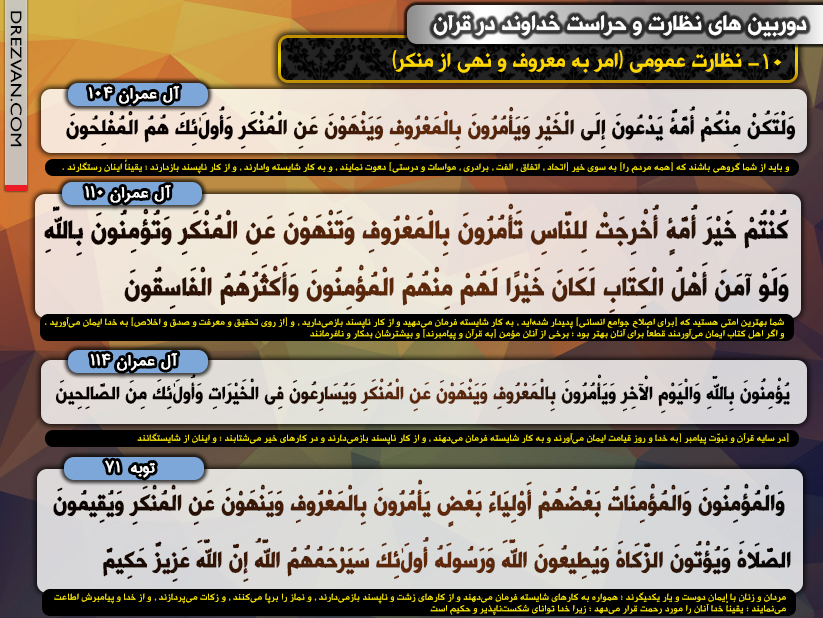 دوربین های نظارت و حراست خداوند در قرآن
۱۰- نظارت عمومی (امر به معروف و نهی از منکر)
DREZVAN.COM
آل عمران ۱۰۴
وَلْتَكُنْ مِنْكُمْ أُمَّةٌ يَدْعُونَ إِلَى الْخَيْرِ وَيَأْمُرُونَ بِالْمَعْرُوفِ وَيَنْهَوْنَ عَنِ الْمُنْكَرِ وَأُولَٰئِكَ هُمُ الْمُفْلِحُونَ
و باید از شما گروهی باشند که [همه مردم را] به سوی خیر [اتحاد , اتفاق , الفت , برادری , مواسات و درستی] دعوت نمایند , و به کار شایسته وادارند , و از کار ناپسند بازدارند ؛ یقیناً اینان رستگارند .
آل عمران ۱۱۰
كُنْتُمْ خَيْرَ أُمَّةٍ أُخْرِجَتْ لِلنَّاسِ تَأْمُرُونَ بِالْمَعْرُوفِ وَتَنْهَوْنَ عَنِ الْمُنْكَرِ وَتُؤْمِنُونَ بِاللَّهِ
وَلَوْ آمَنَ أَهْلُ الْكِتَابِ لَكَانَ خَيْرًا لَهُمْ مِنْهُمُ الْمُؤْمِنُونَ وَأَكْثَرُهُمُ الْفَاسِقُونَ
شما بهترین امتی هستید که [برای اصلاح جوامع انسانی] پدیدار شده‌اید , به کار شایسته فرمان می‌دهید و از کار ناپسند بازمی‌دارید , و [از روی تحقیق و معرفت و صدق و اخلاص] به خدا ایمان می‌آورید .
و اگر اهل کتاب ایمان می‌آوردند قطعاً برای آنان بهتر بود ؛ برخی از آنان مؤمن [به قرآن و پیامبرند] و بیشترشان بدکار و نافرمانند
آل عمران ۱۱۴
يُؤْمِنُونَ بِاللَّهِ وَالْيَوْمِ الْآخِرِ وَيَأْمُرُونَ بِالْمَعْرُوفِ وَيَنْهَوْنَ عَنِ الْمُنْكَرِ وَيُسَارِعُونَ فِي الْخَيْرَاتِ وَأُولَٰئِكَ مِنَ الصَّالِحِينَ
[در سایه قرآن و نبوّت پیامبر ]به خدا و روز قیامت ایمان می‌آورند و به کار شایسته فرمان می‌دهند , و از کار ناپسند بازمی‌دارند و در کارهای خیر می‌شتابند ؛ و اینان از شایستگانند
توبه ۷۱
وَالْمُؤْمِنُونَ وَالْمُؤْمِنَاتُ بَعْضُهُمْ أَوْلِيَاءُ بَعْضٍ يَأْمُرُونَ بِالْمَعْرُوفِ وَيَنْهَوْنَ عَنِ الْمُنْكَرِ وَيُقِيمُونَ
الصَّلَاةَ وَيُؤْتُونَ الزَّكَاةَ وَيُطِيعُونَ اللَّهَ وَرَسُولَهُ أُولَٰئِكَ سَيَرْحَمُهُمُ اللَّهُ إِنَّ اللَّهَ عَزِيزٌ حَكِيمٌ
مردان و زنان با ایمان دوست و یار یکدیگرند ؛ همواره به کارهای شایسته فرمان می‌دهند و از کارهای زشت و ناپسند بازمی‌دارند , و نماز را برپا می‌کنند , و زکات می‌پردازند , و از خدا و پیامبرش اطاعت
می‌نمایند ؛ یقیناً خدا آنان را مورد رحمت قرار می‌دهد ؛ زیرا خدا توانای شکست‌ناپذیر و حکیم است